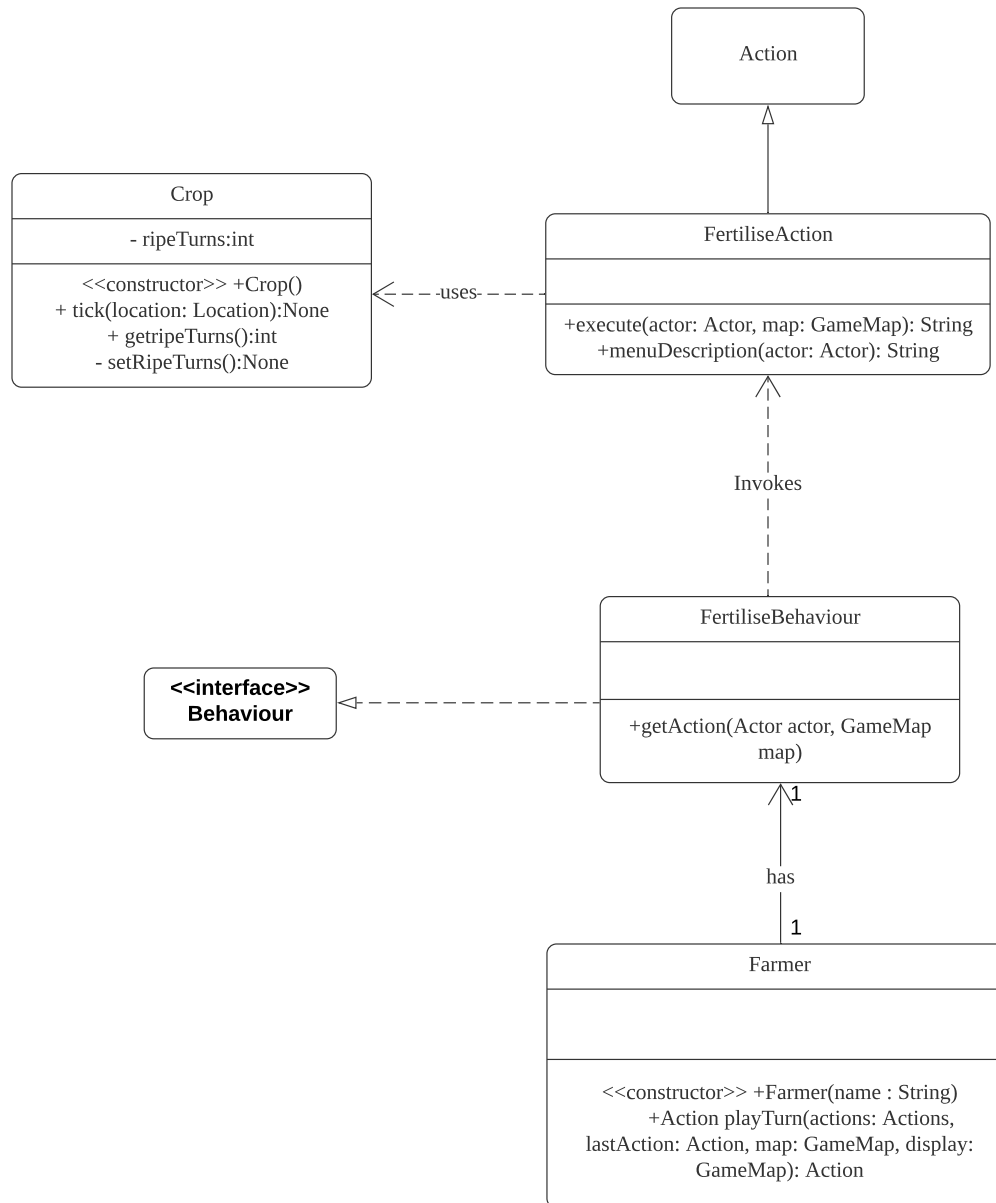 Action
Crop
- ripeTurns:int
<<constructor>> +Crop()
+ tick(location: Location):None
+ getripeTurns():int
- setRipeTurns():None
uses
FertiliseAction
+execute(actor: Actor, map: GameMap): String
+menuDescription(actor: Actor): String
Invokes
FertiliseBehaviour
+getAction(Actor actor, GameMap
map)
<<interface>>
Behaviour
1
has
1
Farmer
<<constructor>> +Farmer(name : String)
+Action playTurn(actions: Actions,
lastAction: Action, map: GameMap, display:
GameMap): Action